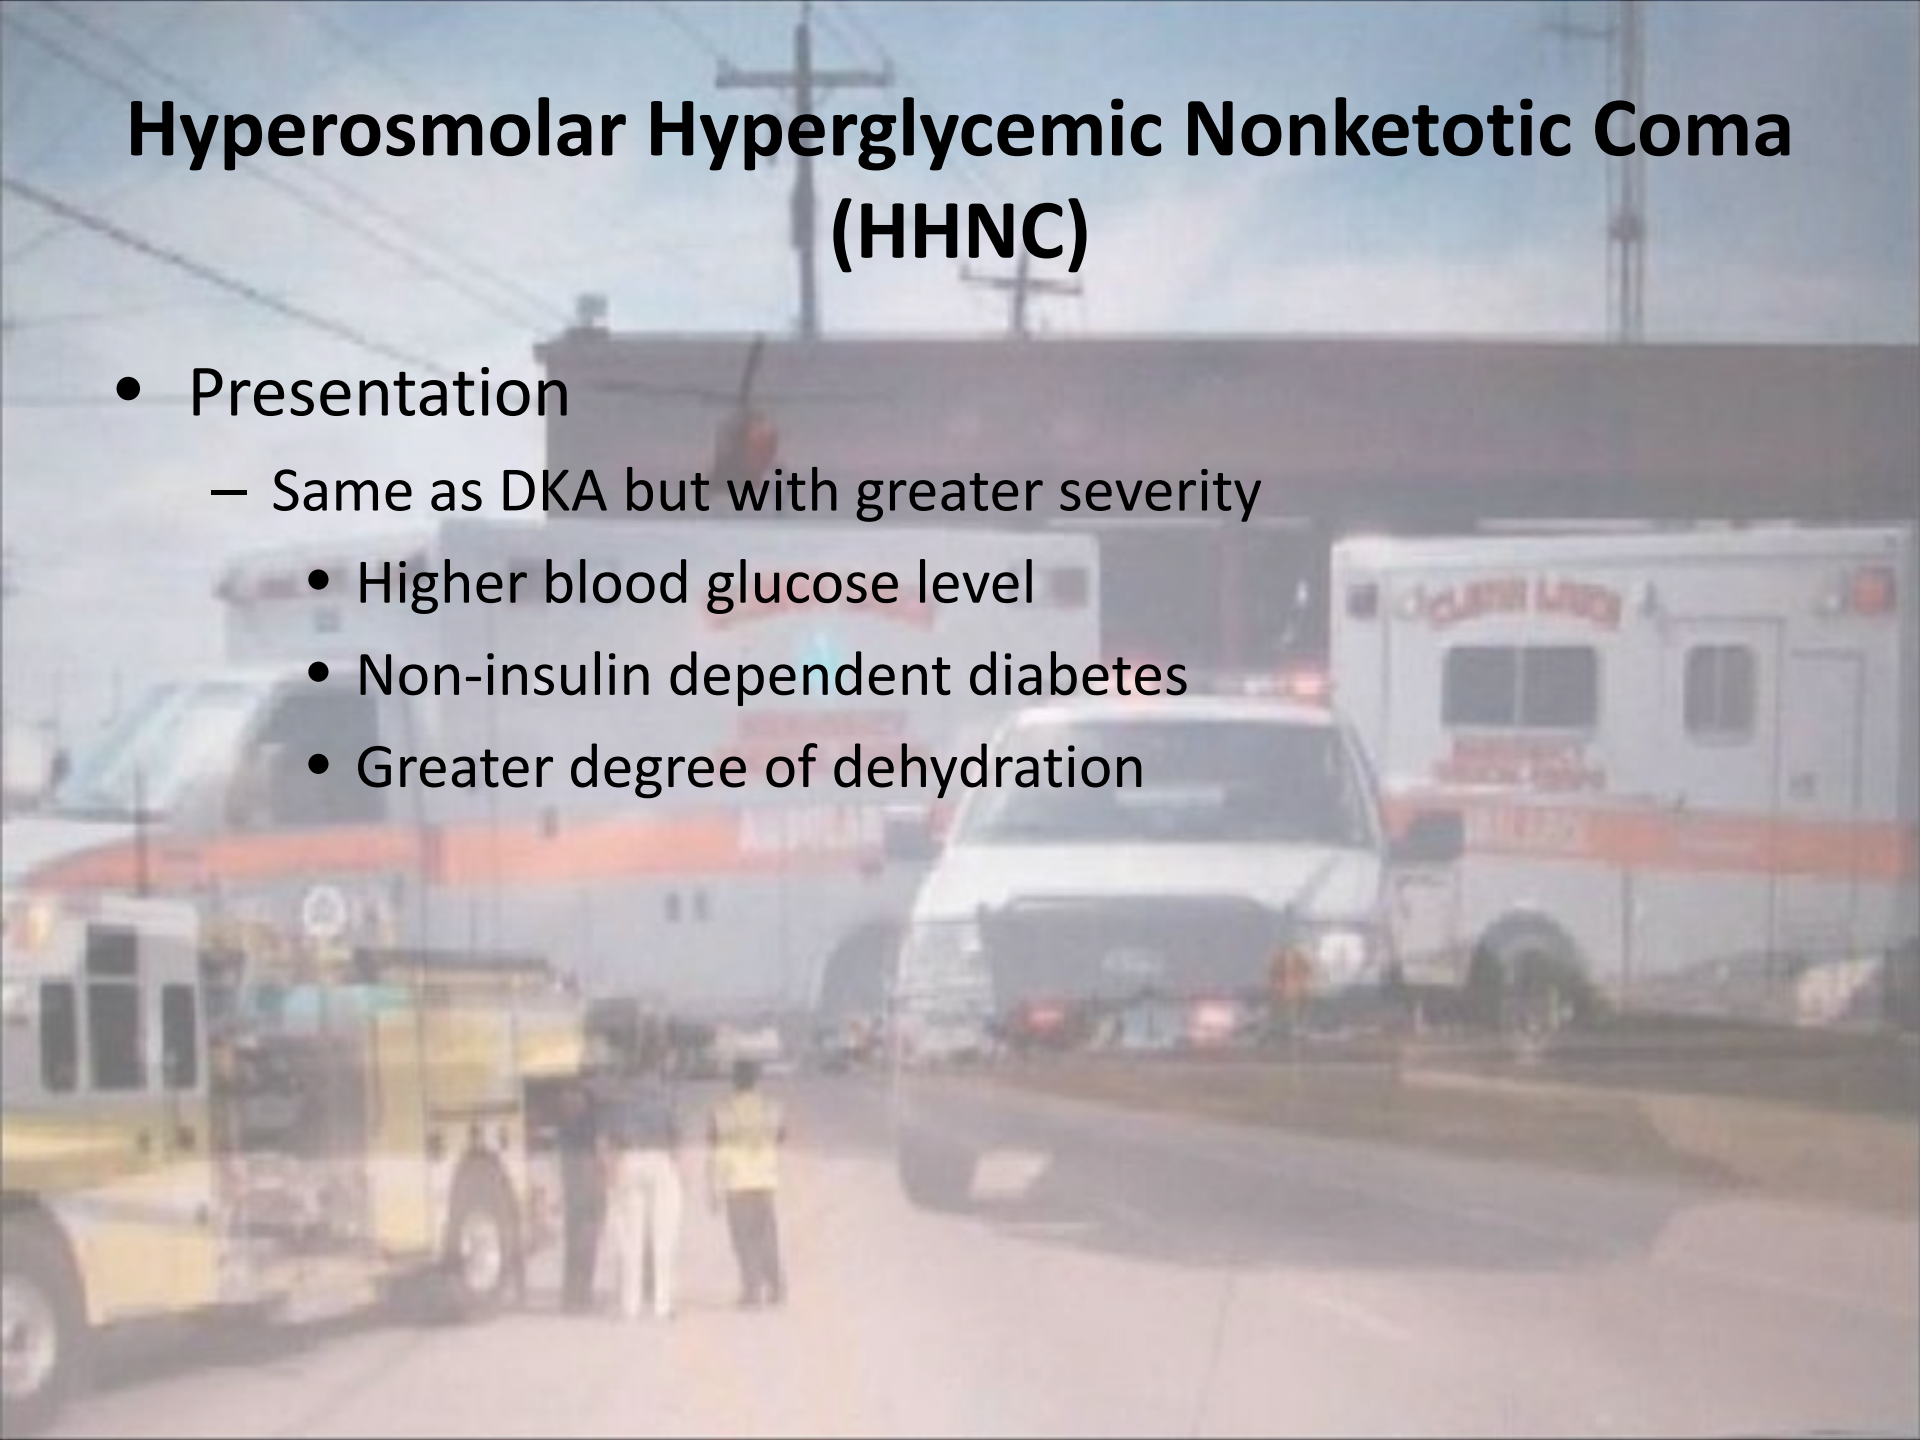 Hyperosmolar Hyperglycemic Nonketotic Coma
(HHNC)
• Presentation
– Same as DKA but with greater severity
• Higher blood glucose level
• Non-insulin dependent diabetes
• Greater degree of dehydration